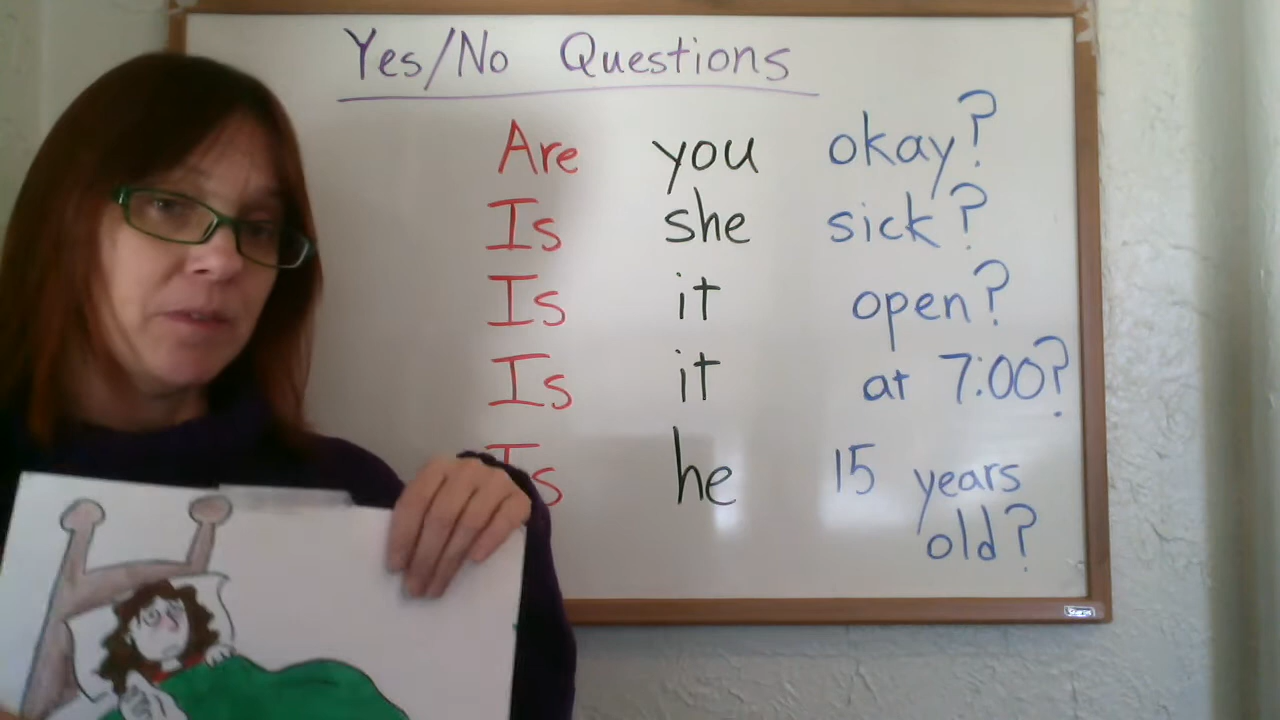 Yes/No Questions
Are you okay?
Is she sick?
Is it open?
Is it at 7:00?
Is he 15 years
old?